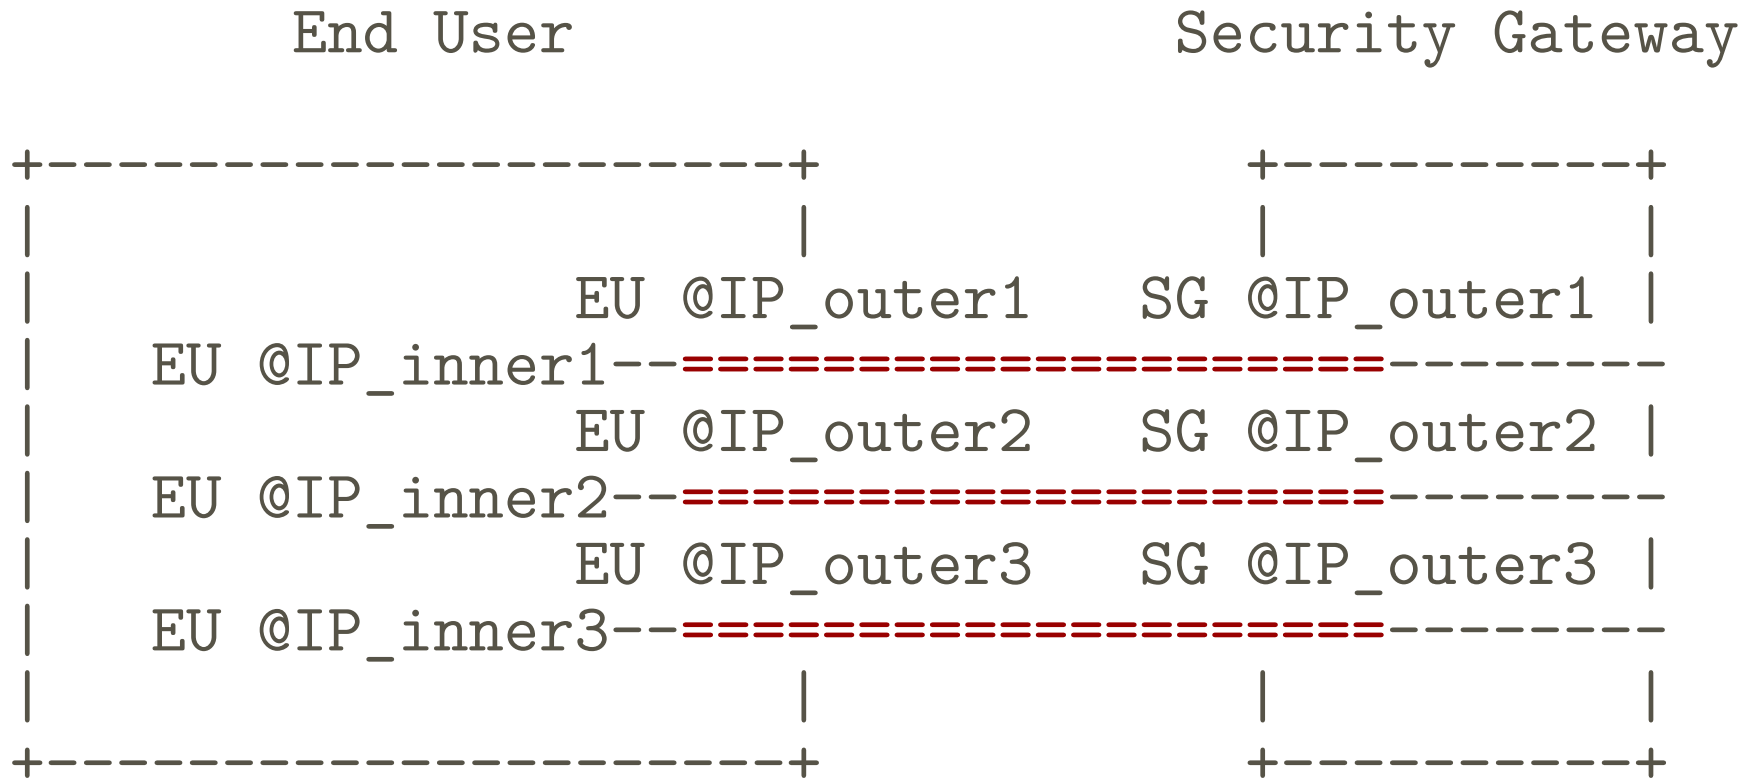 End User Security Gateway
+---------------------+ +----------+
| | | |
| EU @IP_outer1 SG @IP_outer1 |
| EU @IP_inner1--====================--------
| EU @IP_outer2 SG @IP_outer2 |
| EU @IP_inner2--====================--------
| EU @IP_outer3 SG @IP_outer3 |
| EU @IP_inner3--====================--------
| | | |
+---------------------+ +----------+